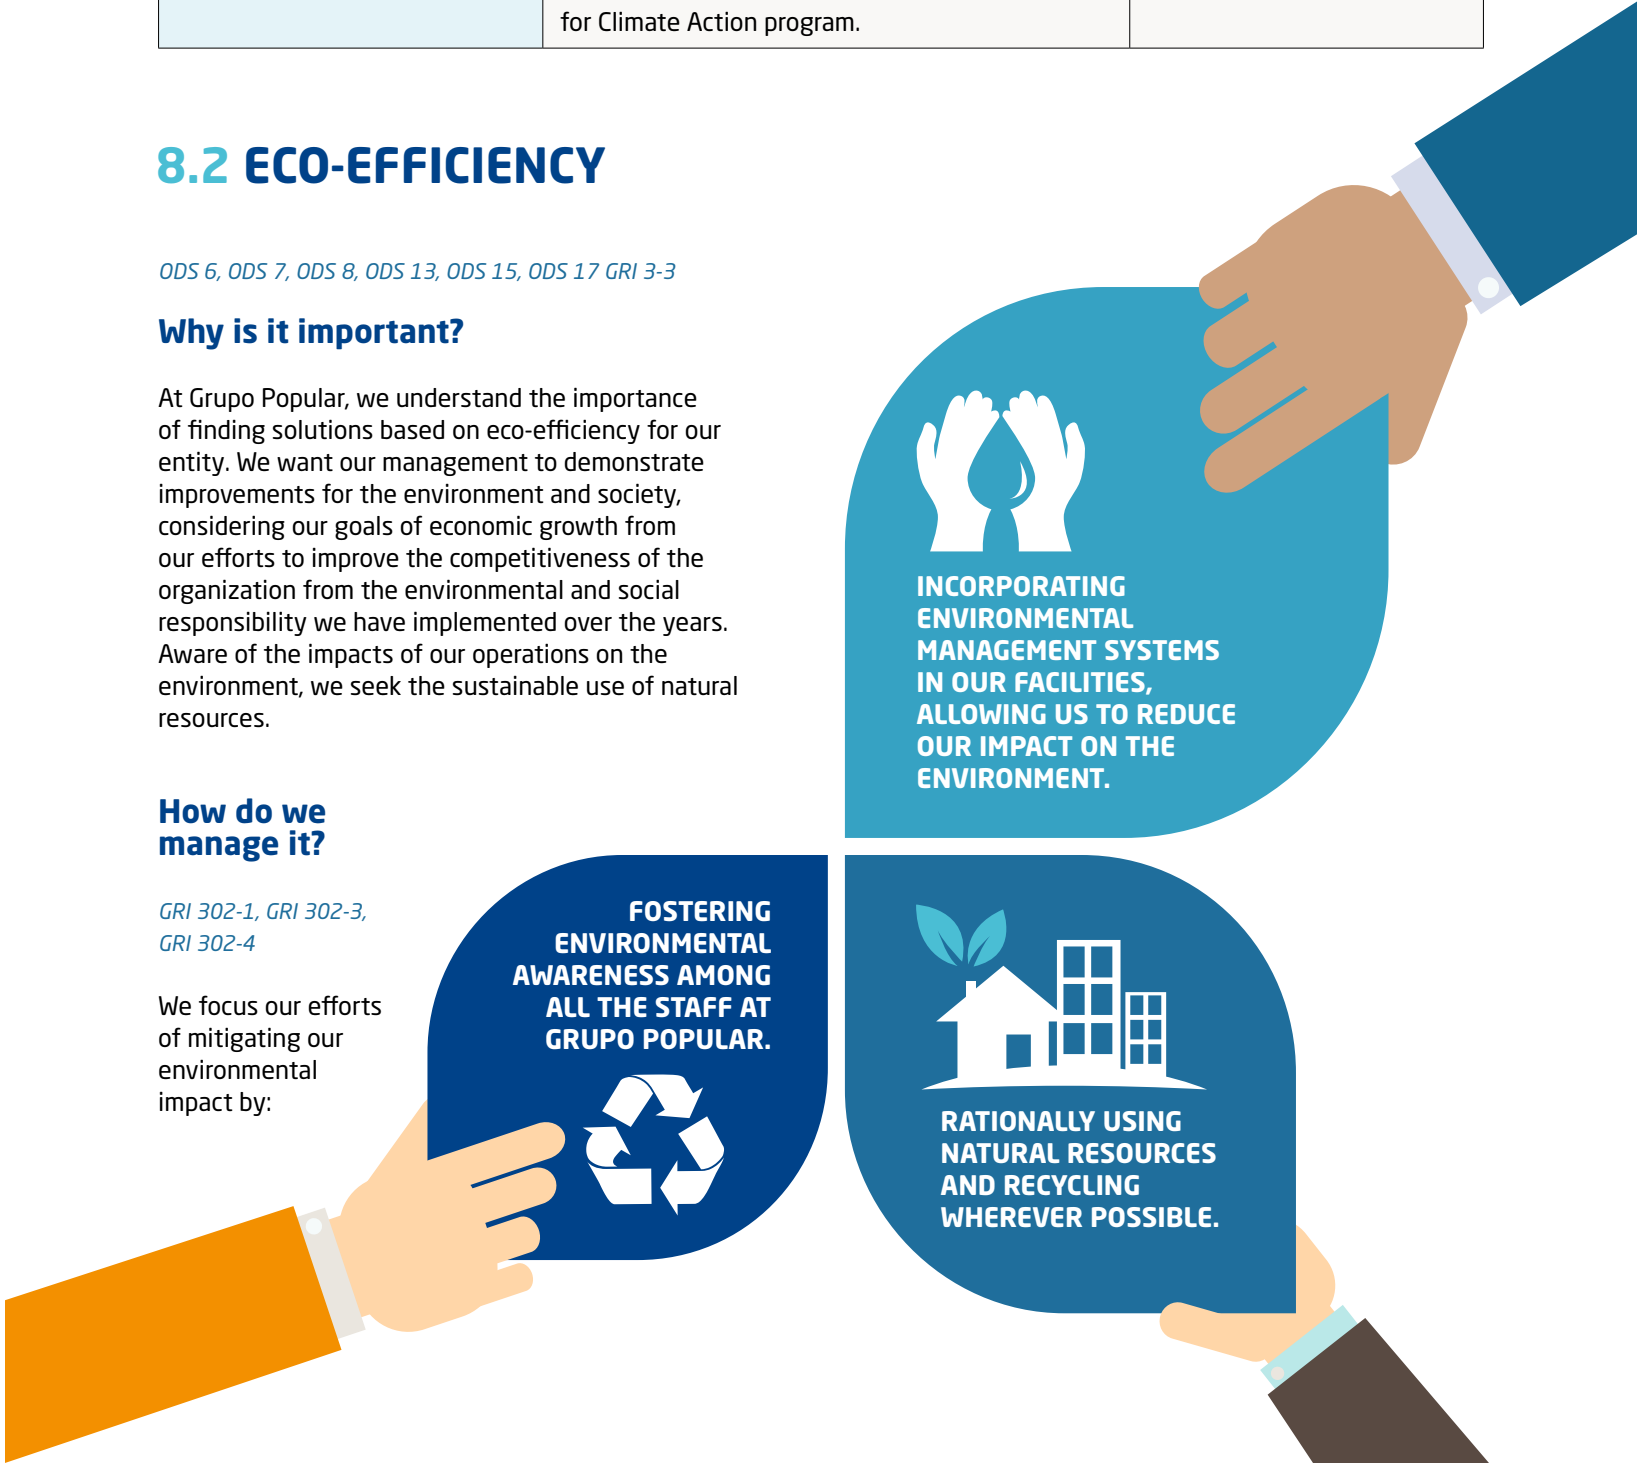 for Climate Action program.
8.2 ECO-EFFICIENCY
ODS 6, ODS 7, ODS 8, ODS 13, ODS 15, ODS 17 GRI 3-3
Why is it important?
At Grupo Popular, we understand the importance
of finding solutions based on eco-efficiency for our
entity. We want our management to demonstrate
improvements for the environment and society,
considering our goals of economic growth from
our efforts to improve the competitiveness of the
organization from the environmental and social
responsibility we have implemented over the years.
Aware of the impacts of our operations on the
environment, we seek the sustainable use of natural
resources.
How do we
manage it?
GRI 302-1, GRI 302-3,
GRI 302-4
We focus our efforts
of mitigating our
environmental
impact by:
INCORPORATING
ENVIRONMENTAL
MANAGEMENT SYSTEMS
IN OUR FACILITIES,
ALLOWING US TO REDUCE
OUR IMPACT ON THE
ENVIRONMENT.
FOSTERING
ENVIRONMENTAL
AWARENESS AMONG
ALL THE STAFF AT
GRUPO POPULAR.
RATIONALLY USING
NATURAL RESOURCES
AND RECYCLING
WHEREVER POSSIBLE.